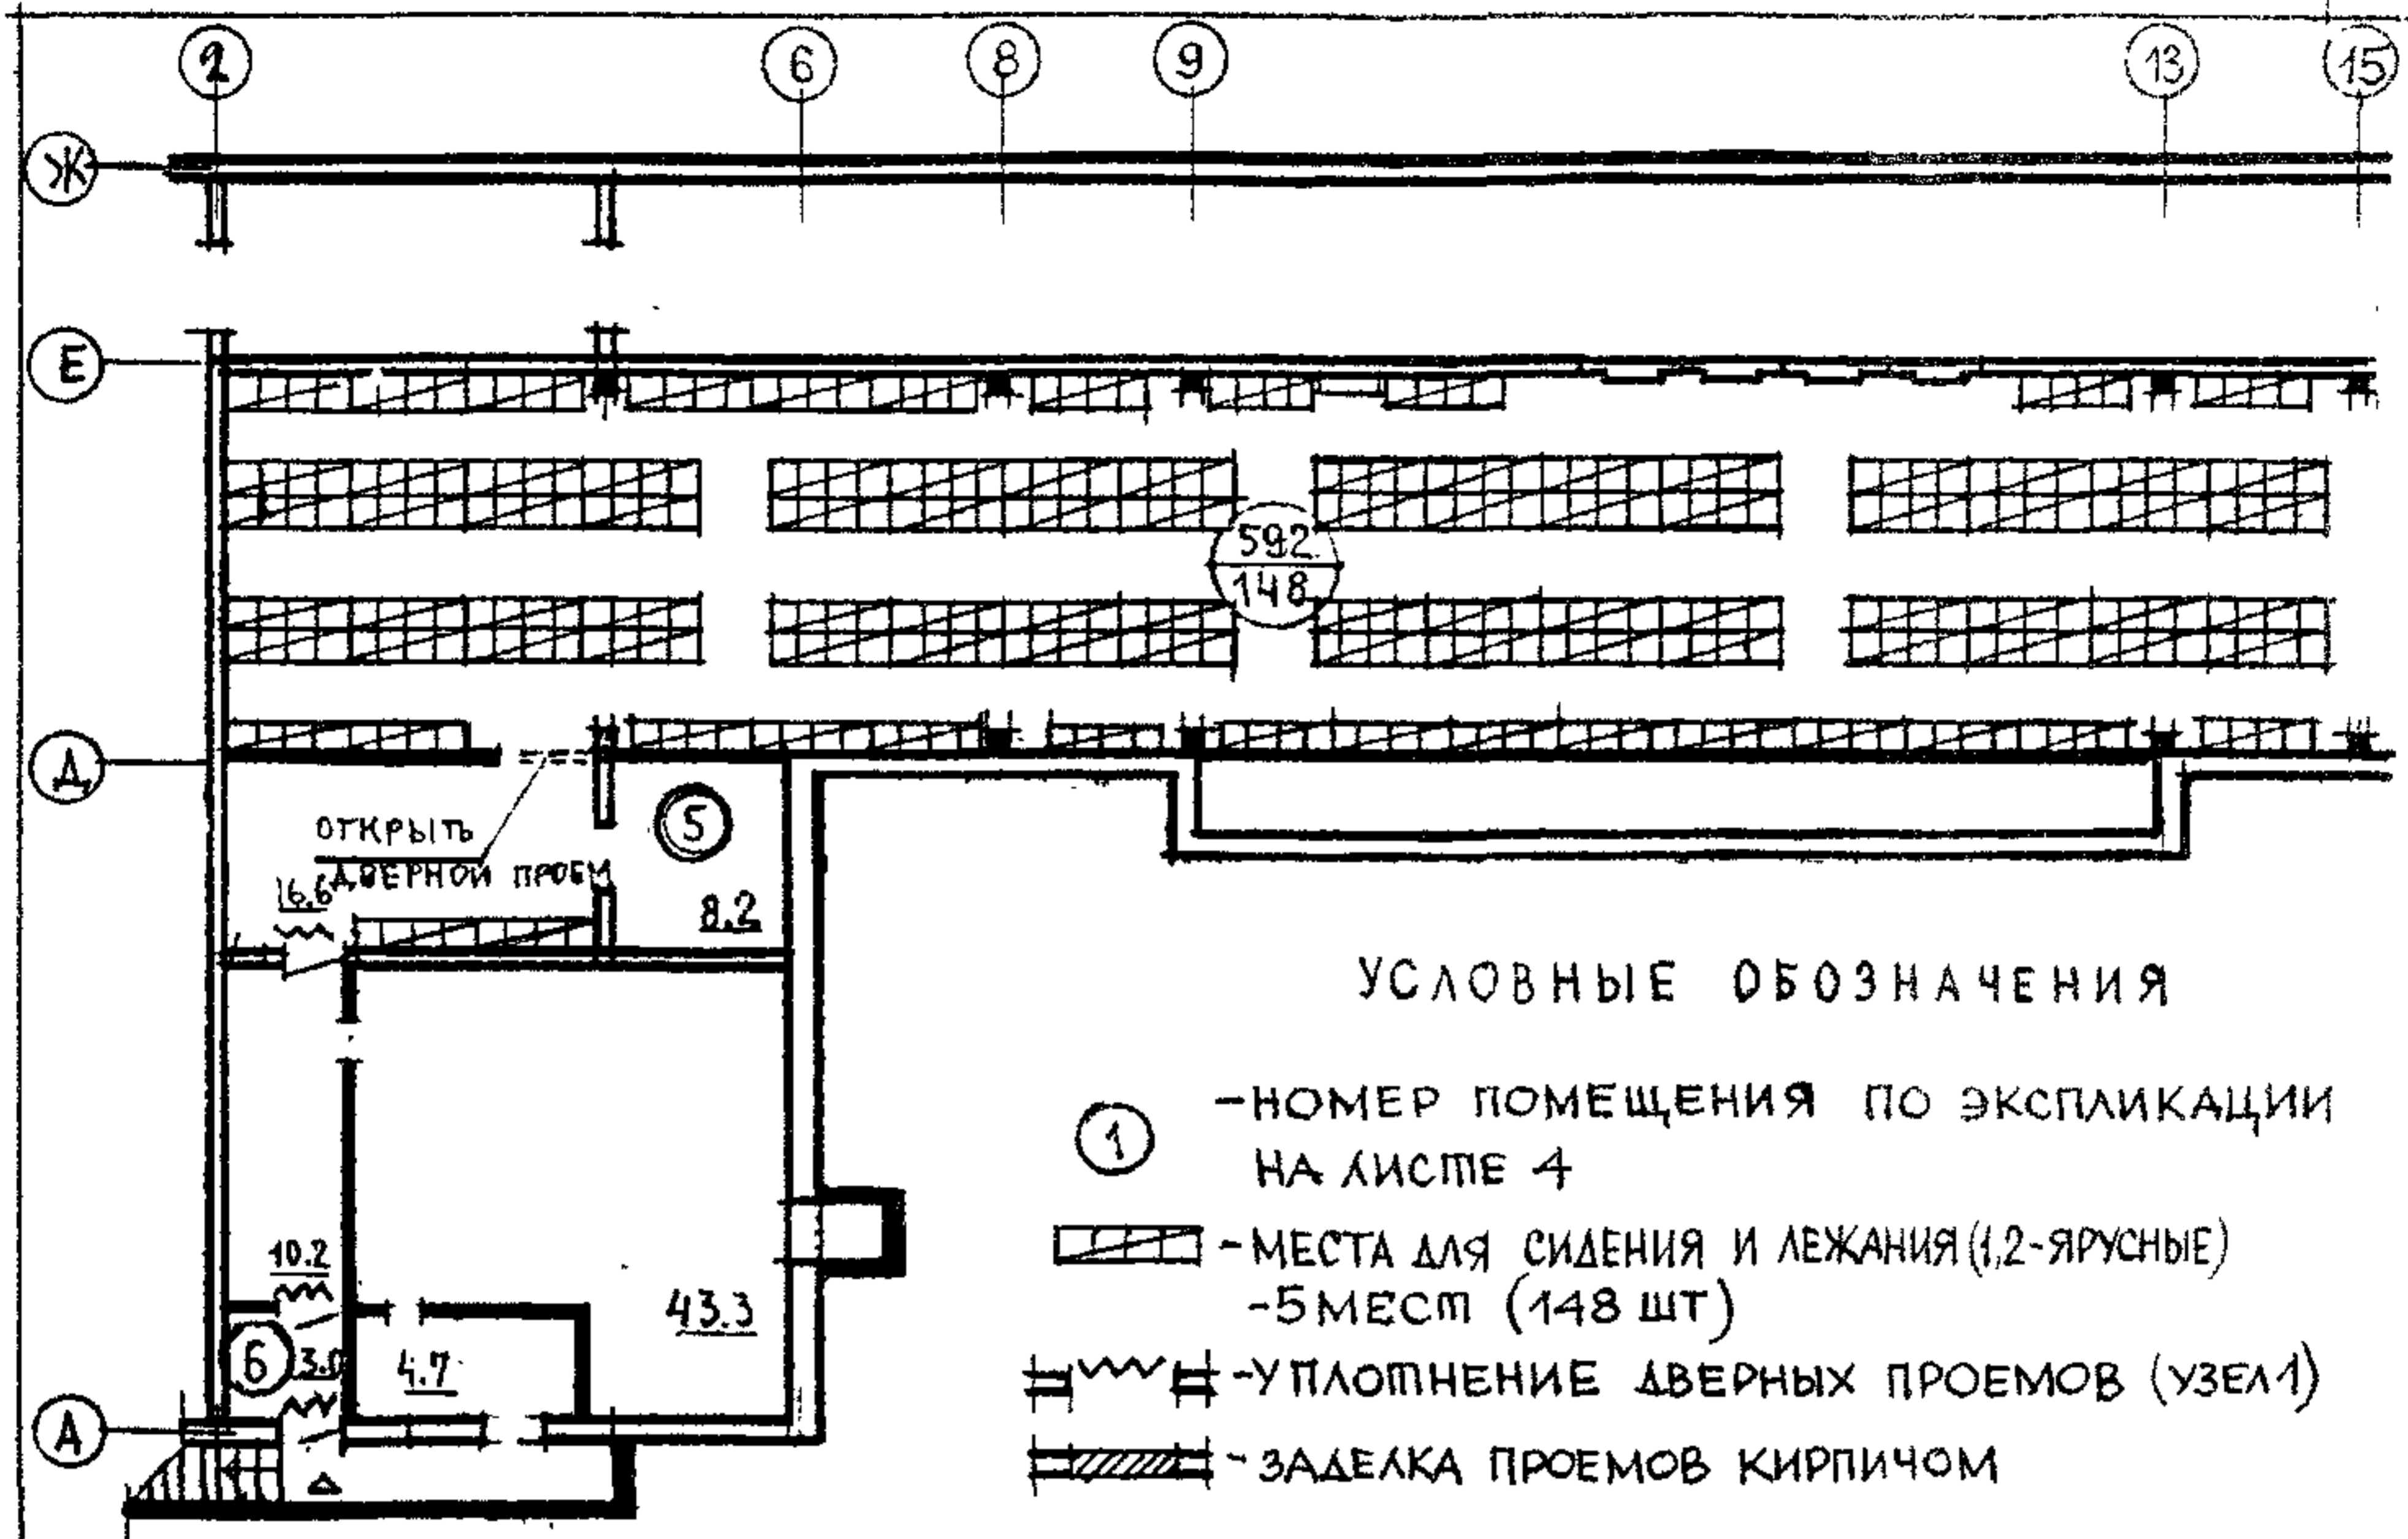 2 6 8 9 13 15
Ж
Е
592
148
Д
5
ОТКРЫТЬ
ДВЕРНОЙ ПРОЕМ
16.6
8.2
УСЛОВНЫЕ ОБОЗНАЧЕНИЯ
1 -НОМЕР ПОМЕЩЕНИЯ ПО ЭКСПЛИКАЦИИ
НА ЛИСТЕ 4
-МЕСТА ДЛЯ СИДЕНИЯ И ЛЕЖАНИЯ (1,2-ЯРУСНЫЕ)
-5 МЕСТ (148 ШТ)
10.2
43.3
6 3.0 4.7
-УПЛОТНЕНИЕ ДВЕРНЫХ ПРОЕМОВ (УЗЕЛ 1)
А
-ЗАДЕЛКА ПРОЕМОВ КИРПИЧОМ